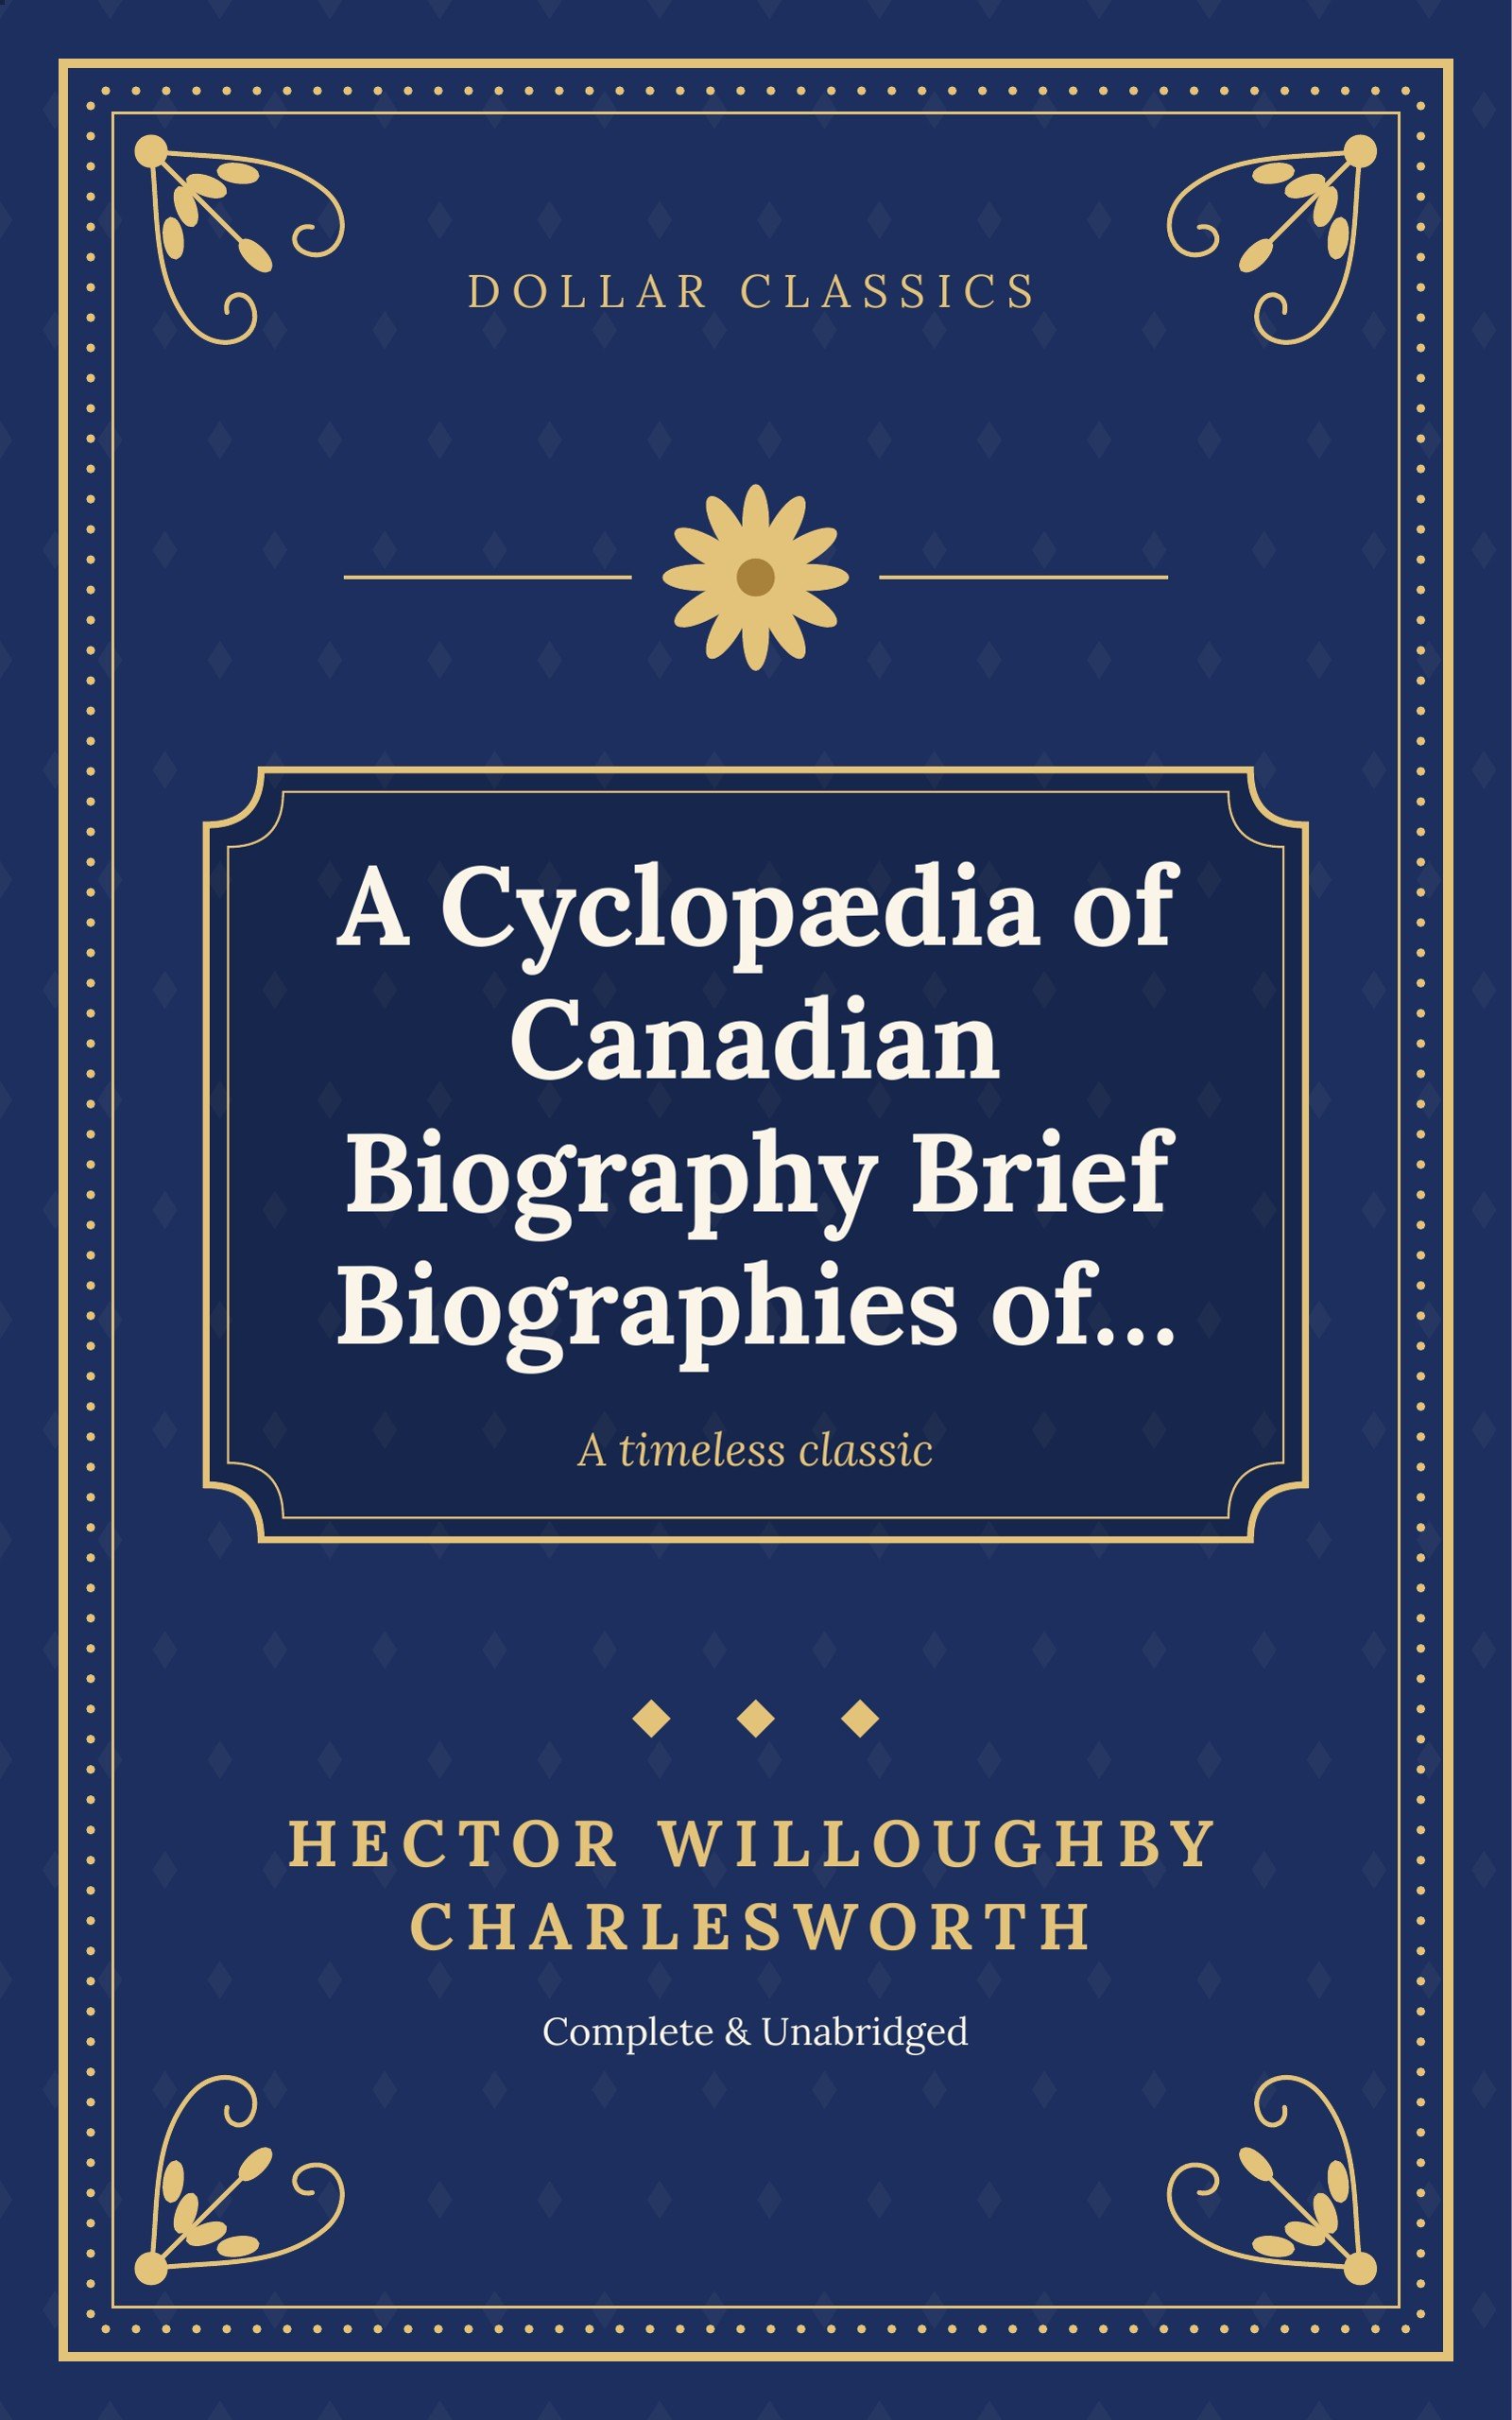 DOLLAR CLASSICS
A Cyclopædia of
Canadian
Biography Brief
Biographies of...
A timeless classic
HECTOR WILLOUGHBY
CHARLESWORTH
Complete & Unabridged